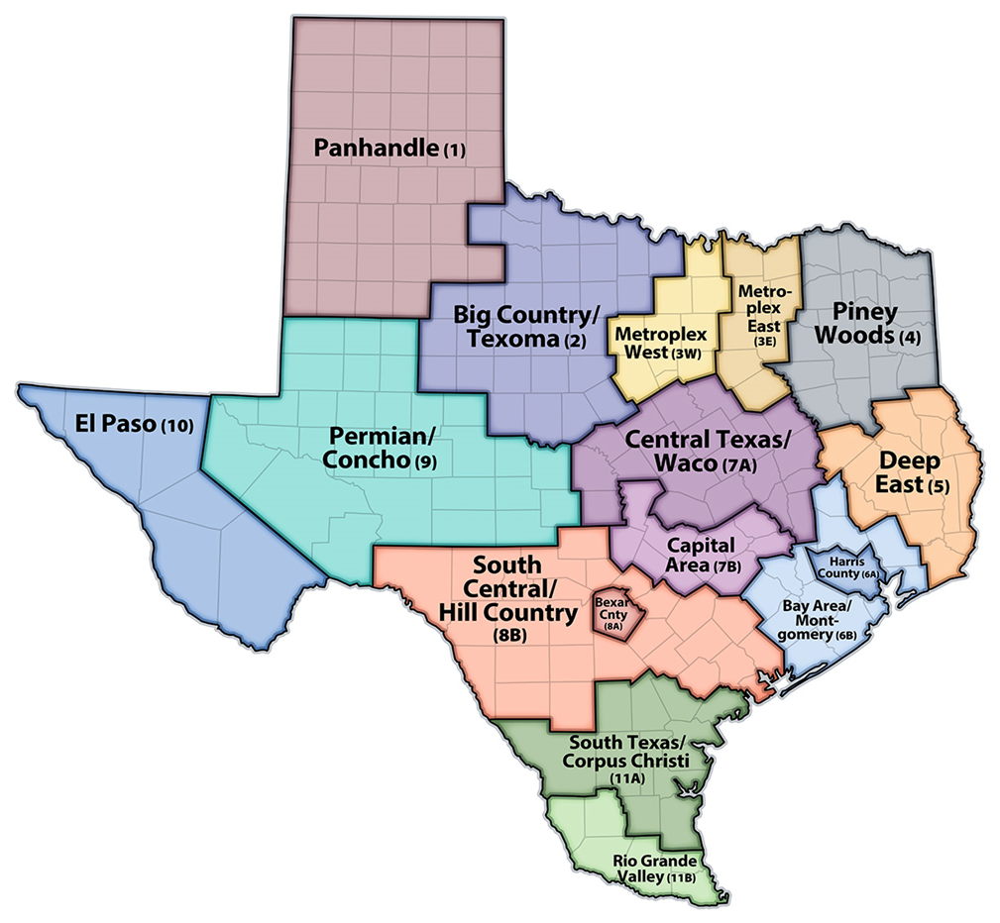 Panhandle (1)
Big Country/
Texoma (2)
Metroplex
West (3W)
Metro-
plex
East
(3E)
Piney
Woods (4)
El Paso (10)
Permian/
Concho (9)
Central Texas/
Waco (7A)
Deep
East (5)
Capital
Area (7B)
Harris
County (6A)
Bay Area/
Mont-
gomery (6B)
South
Central/
Hill Country
(8B)
Bexar
Cnty
(8A)
South Texas/
Corpus Christi
(11A)
Rio Grande
Valley (11B)